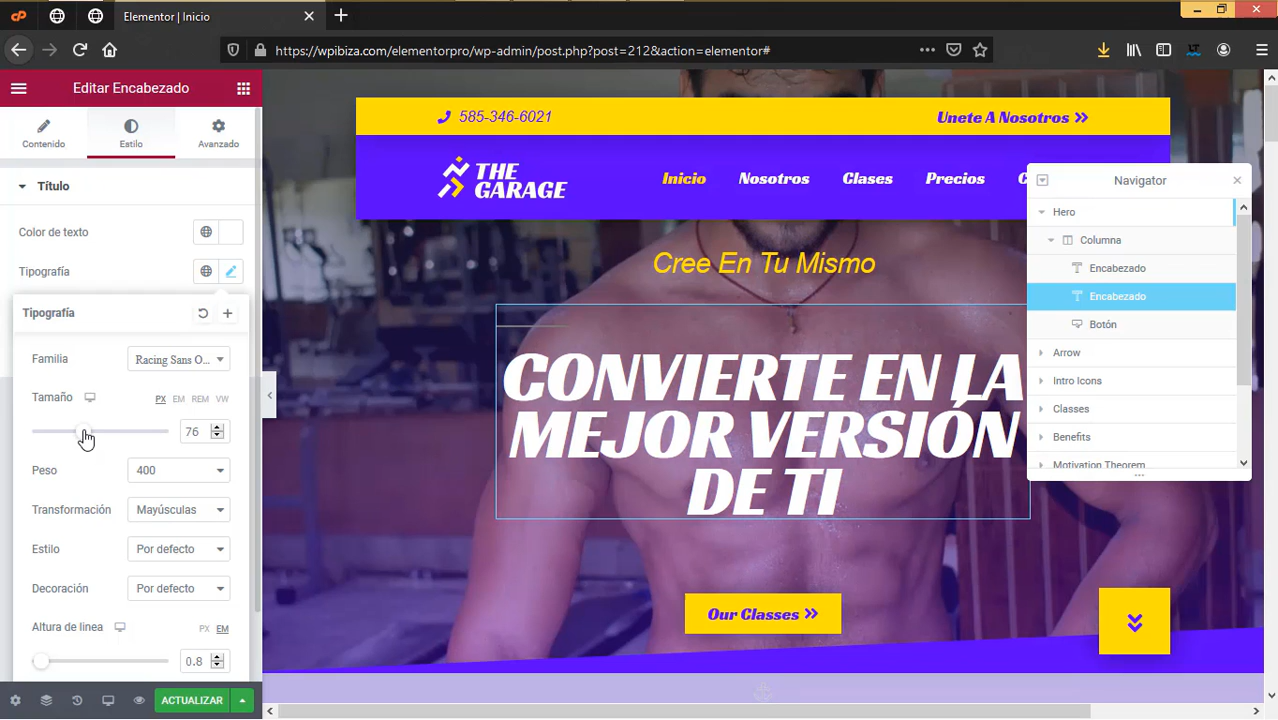 Elementor | Inicio
https://wpibiza.com/elementorpro/wp-admin/post.php?post=212&action=elementor#
Editar Encabezado
Contenido
Estilo
Avanzado
Título
Color de texto
Tipografía
Tipografía
Familia
Racing Sans O...
Tamaño
PX EM REM VW
76
Peso
400
Transformación
Mayúsculas
Estilo
Por defecto
Decoración
Por defecto
Altura de línea
PX EM
0.8
ACTUALIZAR
585-346-6021
Unete A Nosotros
THE
GARAGE
Inicio
Nosotros
Clases
Precios
C
Cree En Tu Mismo
CONVIERTE EN LA
MEJOR VERSIÓN
DE TI
Our Classes
Navigator
Hero
Columna
Encabezado
Encabezado
Botón
Arrow
Intro Icons
Classes
Benefits
Motivation Theorem